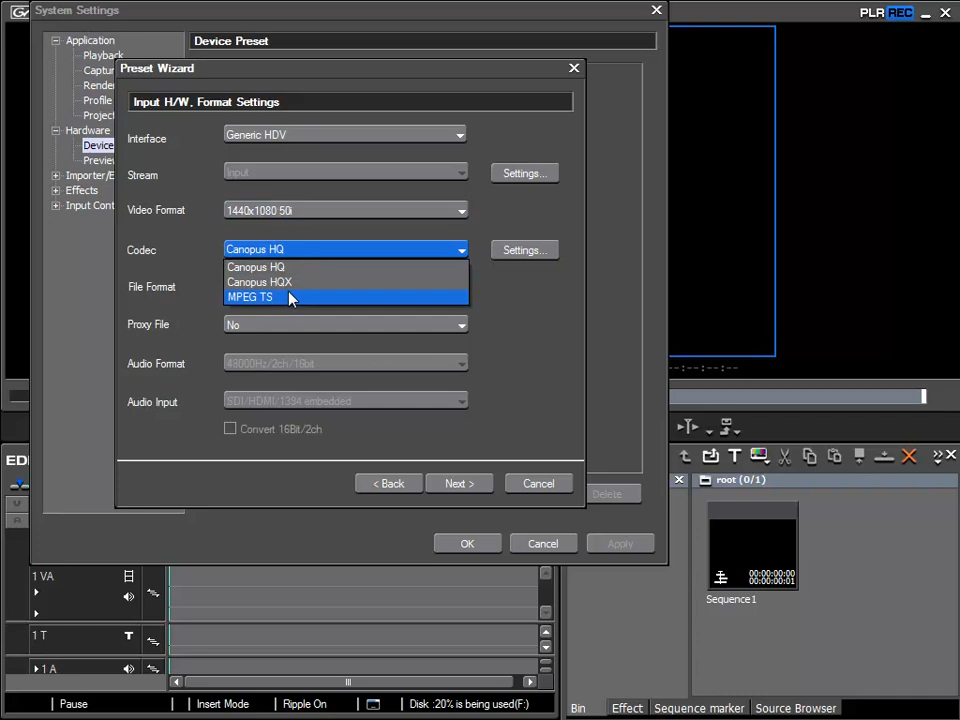 System Settings
PLR REC
Application
Device Preset
Playback
Captur
Render
Profile
Project
Hardware
Device
Preview
Importer/E
Effects
Input Cont
Preset Wizard
Input H/W, Format Settings
Interface
Generic HDV
Stream
Input
Settings...
Video Format
1440x1080 50i
Codec
Canopus HQ
Settings...
Canopus HQ
Canopus HQX
MPEG TS
File Format
Proxy File
No
Audio Format
48000Hz/2ch/16bit
Audio Input
SDI/HDMI/1394 embedded
Convert 16Bit/2ch
< Back
Next >
Cancel
Delete
OK
Cancel
Apply
--:--:--
EDI
V
A
1 VA
1 T
1 A
root (0/1)
00:00:00:00
00:00:00:01
Sequence1
Pause
Insert Mode
Ripple On
Disk :20% is being used(F:)
Bin
Effect
Sequence marker
Source Browser